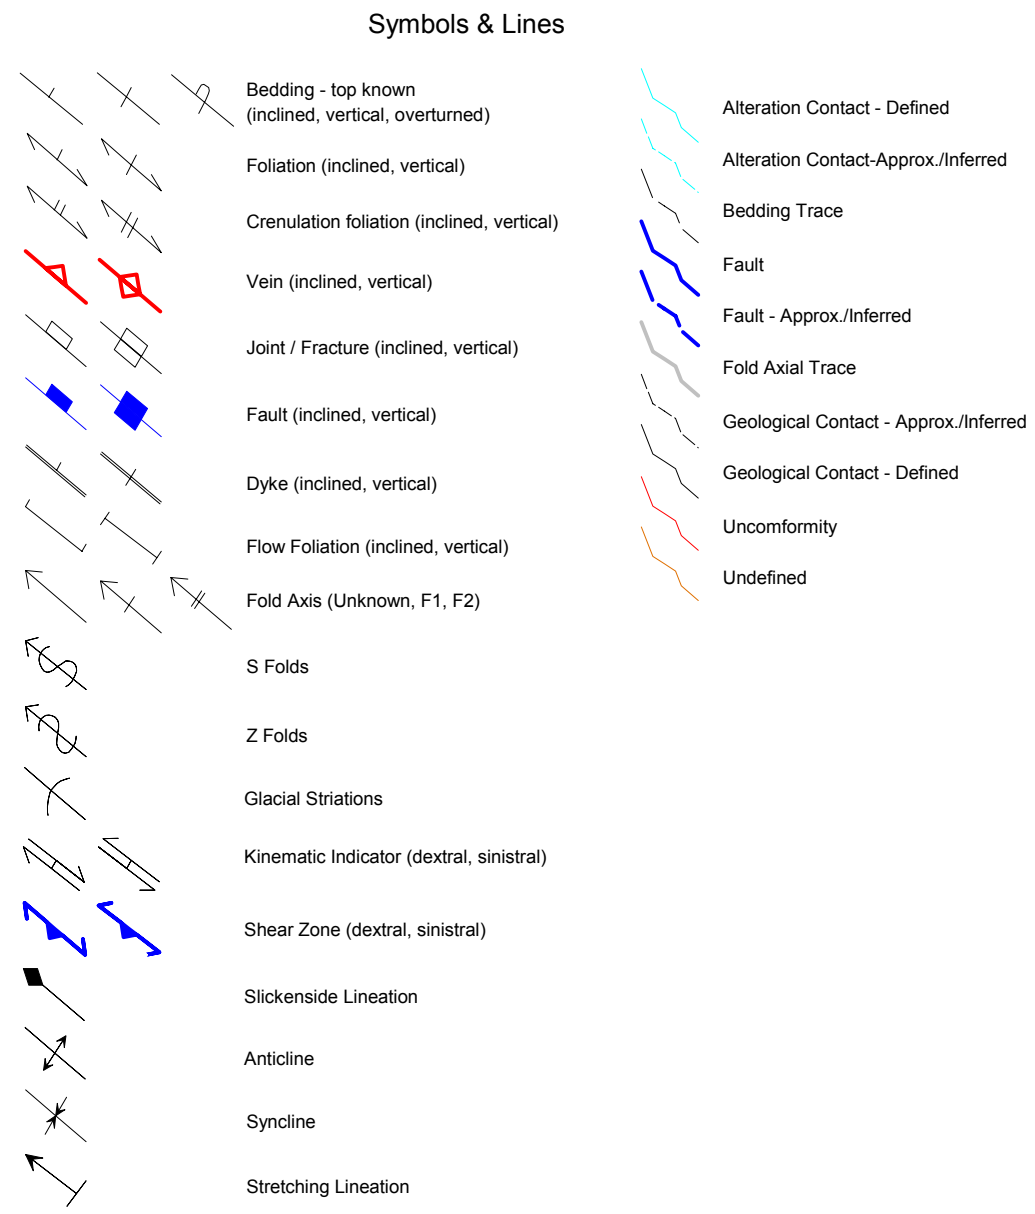 Symbols & Lines
Bedding - top known
(inclined, vertical, overturned)
Foliation (inclined, vertical)
Crenulation foliation (inclined, vertical)
Vein (inclined, vertical)
Joint / Fracture (inclined, vertical)
Fault (inclined, vertical)
Dyke (inclined, vertical)
Flow Foliation (inclined, vertical)
Fold Axis (Unknown, F1, F2)
S Folds
Z Folds
Glacial Striations
Kinematic Indicator (dextral, sinistral)
Shear Zone (dextral, sinistral)
Slickenside Lineation
Anticline
Syncline
Stretching Lineation
Alteration Contact - Defined
Alteration Contact-Approx./Inferred
Bedding Trace
Fault
Fault - Approx./Inferred
Fold Axial Trace
Geological Contact - Approx./Inferred
Geological Contact - Defined
Uncomformity
Undefined